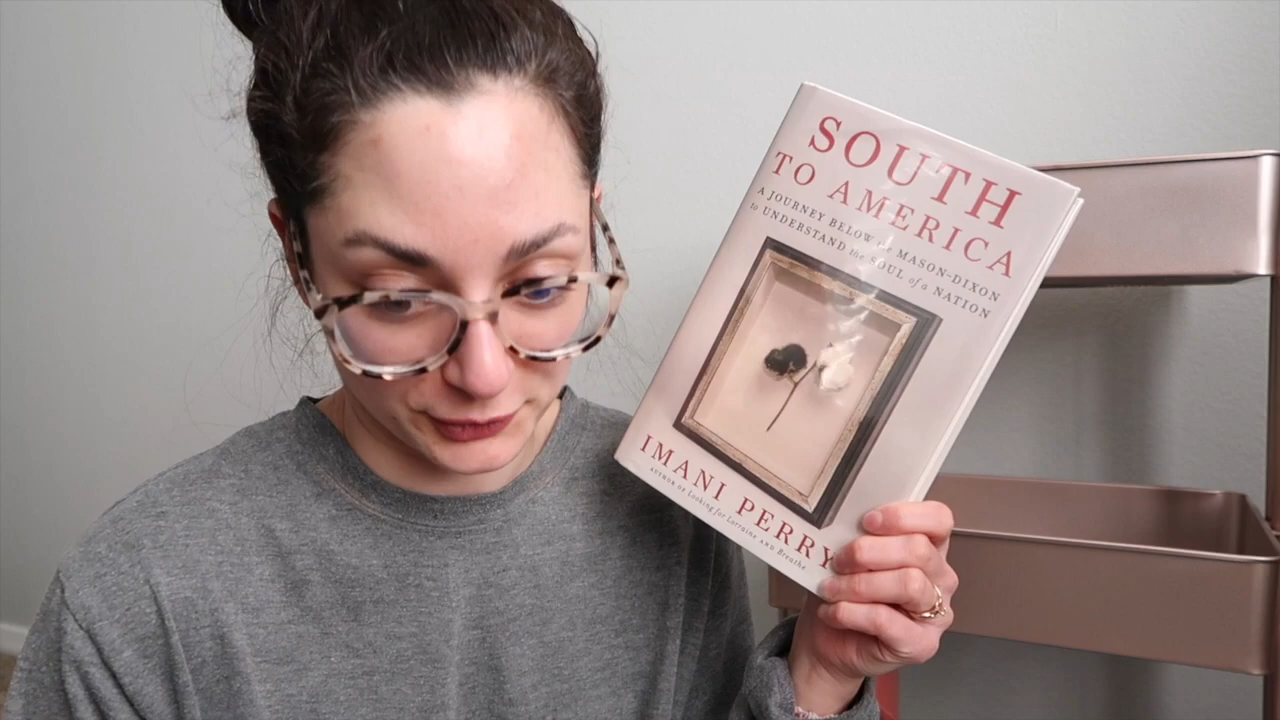 SOUTH
TO AMERICA
A JOURNEY BELOW the MASON-DIXON
to UNDERSTAND the SOUL of a NATION
IMANI PERRY
AUTHOR OF Looking for Lorraine AND Breathe